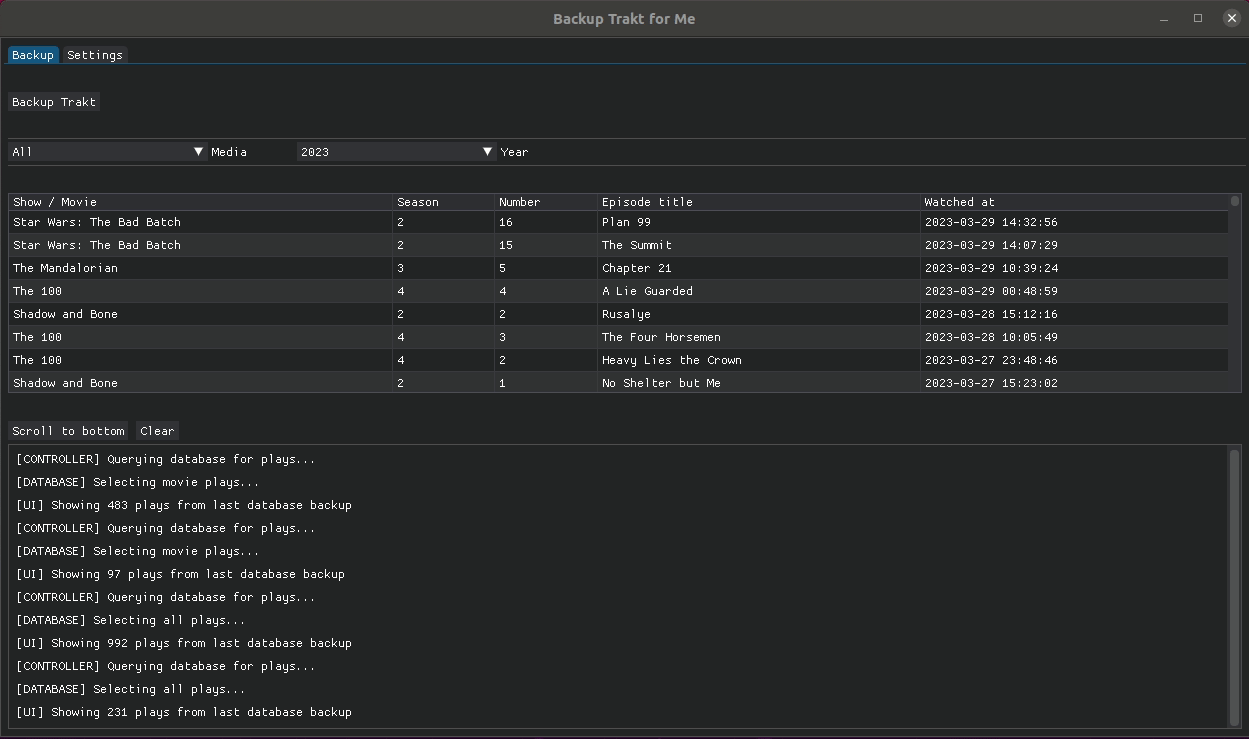 Backup Trakt for Me
Backup Settings
Backup Trakt
All Media 2023 Year
Show / Movie Season Number Episode title Watched at
Star Wars: The Bad Batch 2 16 Plan 99 2023-03-29 14:32:56
Star Wars: The Bad Batch 2 15 The Summit 2023-03-29 14:07:29
The Mandalorian 3 5 Chapter 21 2023-03-29 10:39:24
The 100 4 4 A Lie Guarded 2023-03-29 00:48:59
Shadow and Bone 2 2 Rusalye 2023-03-28 15:12:16
The 100 4 3 The Four Horsemen 2023-03-28 10:05:49
The 100 4 2 Heavy Lies the Crown 2023-03-27 23:48:46
Shadow and Bone 2 1 No Shelter but Me 2023-03-27 15:23:02
Scroll to bottom Clear
[CONTROLLER] Querying database for plays...
[DATABASE] Selecting movie plays...
[UI] Showing 483 plays from last database backup
[CONTROLLER] Querying database for plays...
[DATABASE] Selecting movie plays...
[UI] Showing 97 plays from last database backup
[CONTROLLER] Querying database for plays...
[DATABASE] Selecting all plays...
[UI] Showing 992 plays from last database backup
[CONTROLLER] Querying database for plays...
[DATABASE] Selecting all plays...
[UI] Showing 231 plays from last database backup